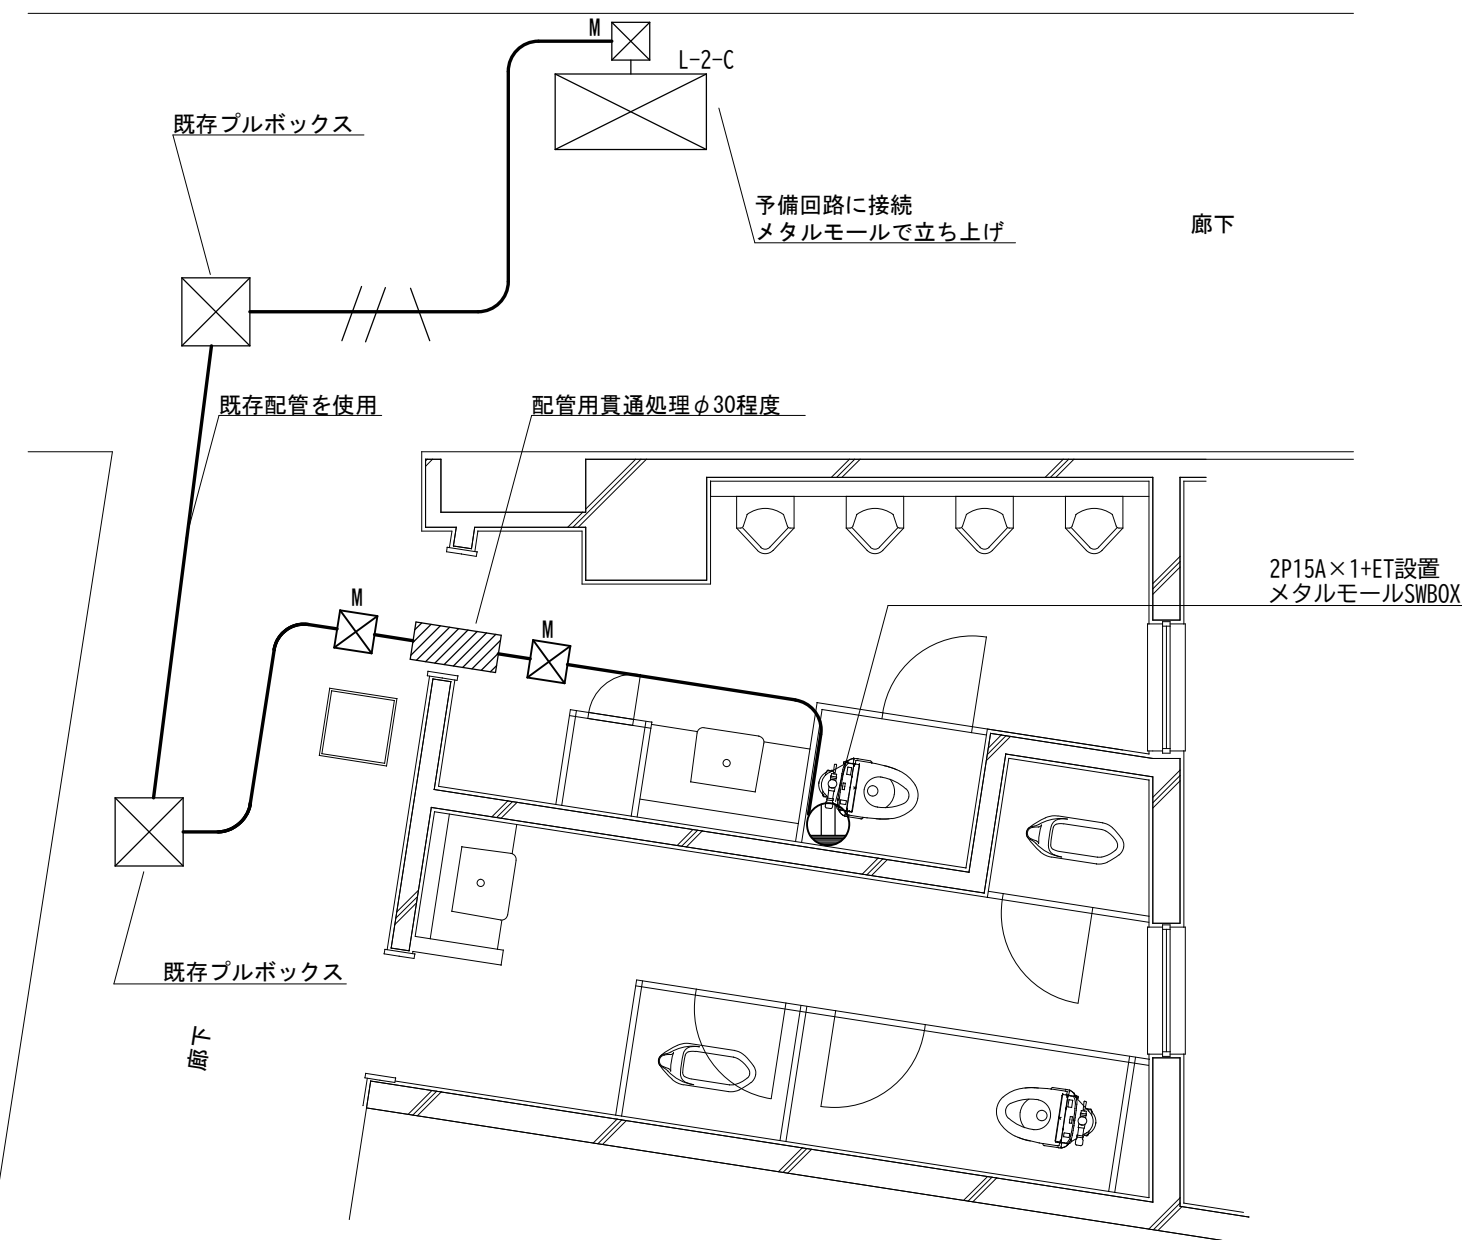 M
L-2-C
既存プルボックス
予備回路に接続
メタルモールで立ち上げ
廊下
既存配管を使用
配管用貫通処理φ30程度
2P15A×1+ET設置
メタルモールSWBOX
M
M
既存プルボックス
廊下